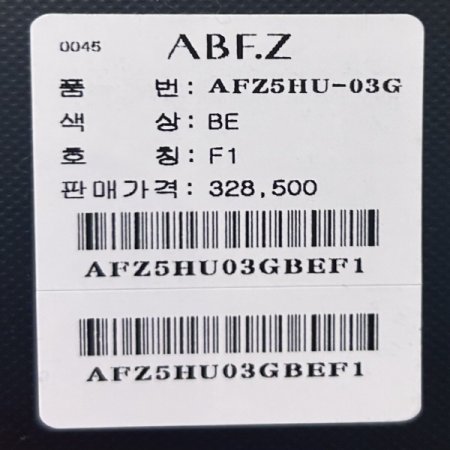 0045 ABF.Z
품 번 : AFZ5HU-03G
색 상 : BE
호 칭 : F1
판매가격 : 328,500
AFZ5HU03GBEF1
AFZ5HU03GBEF1